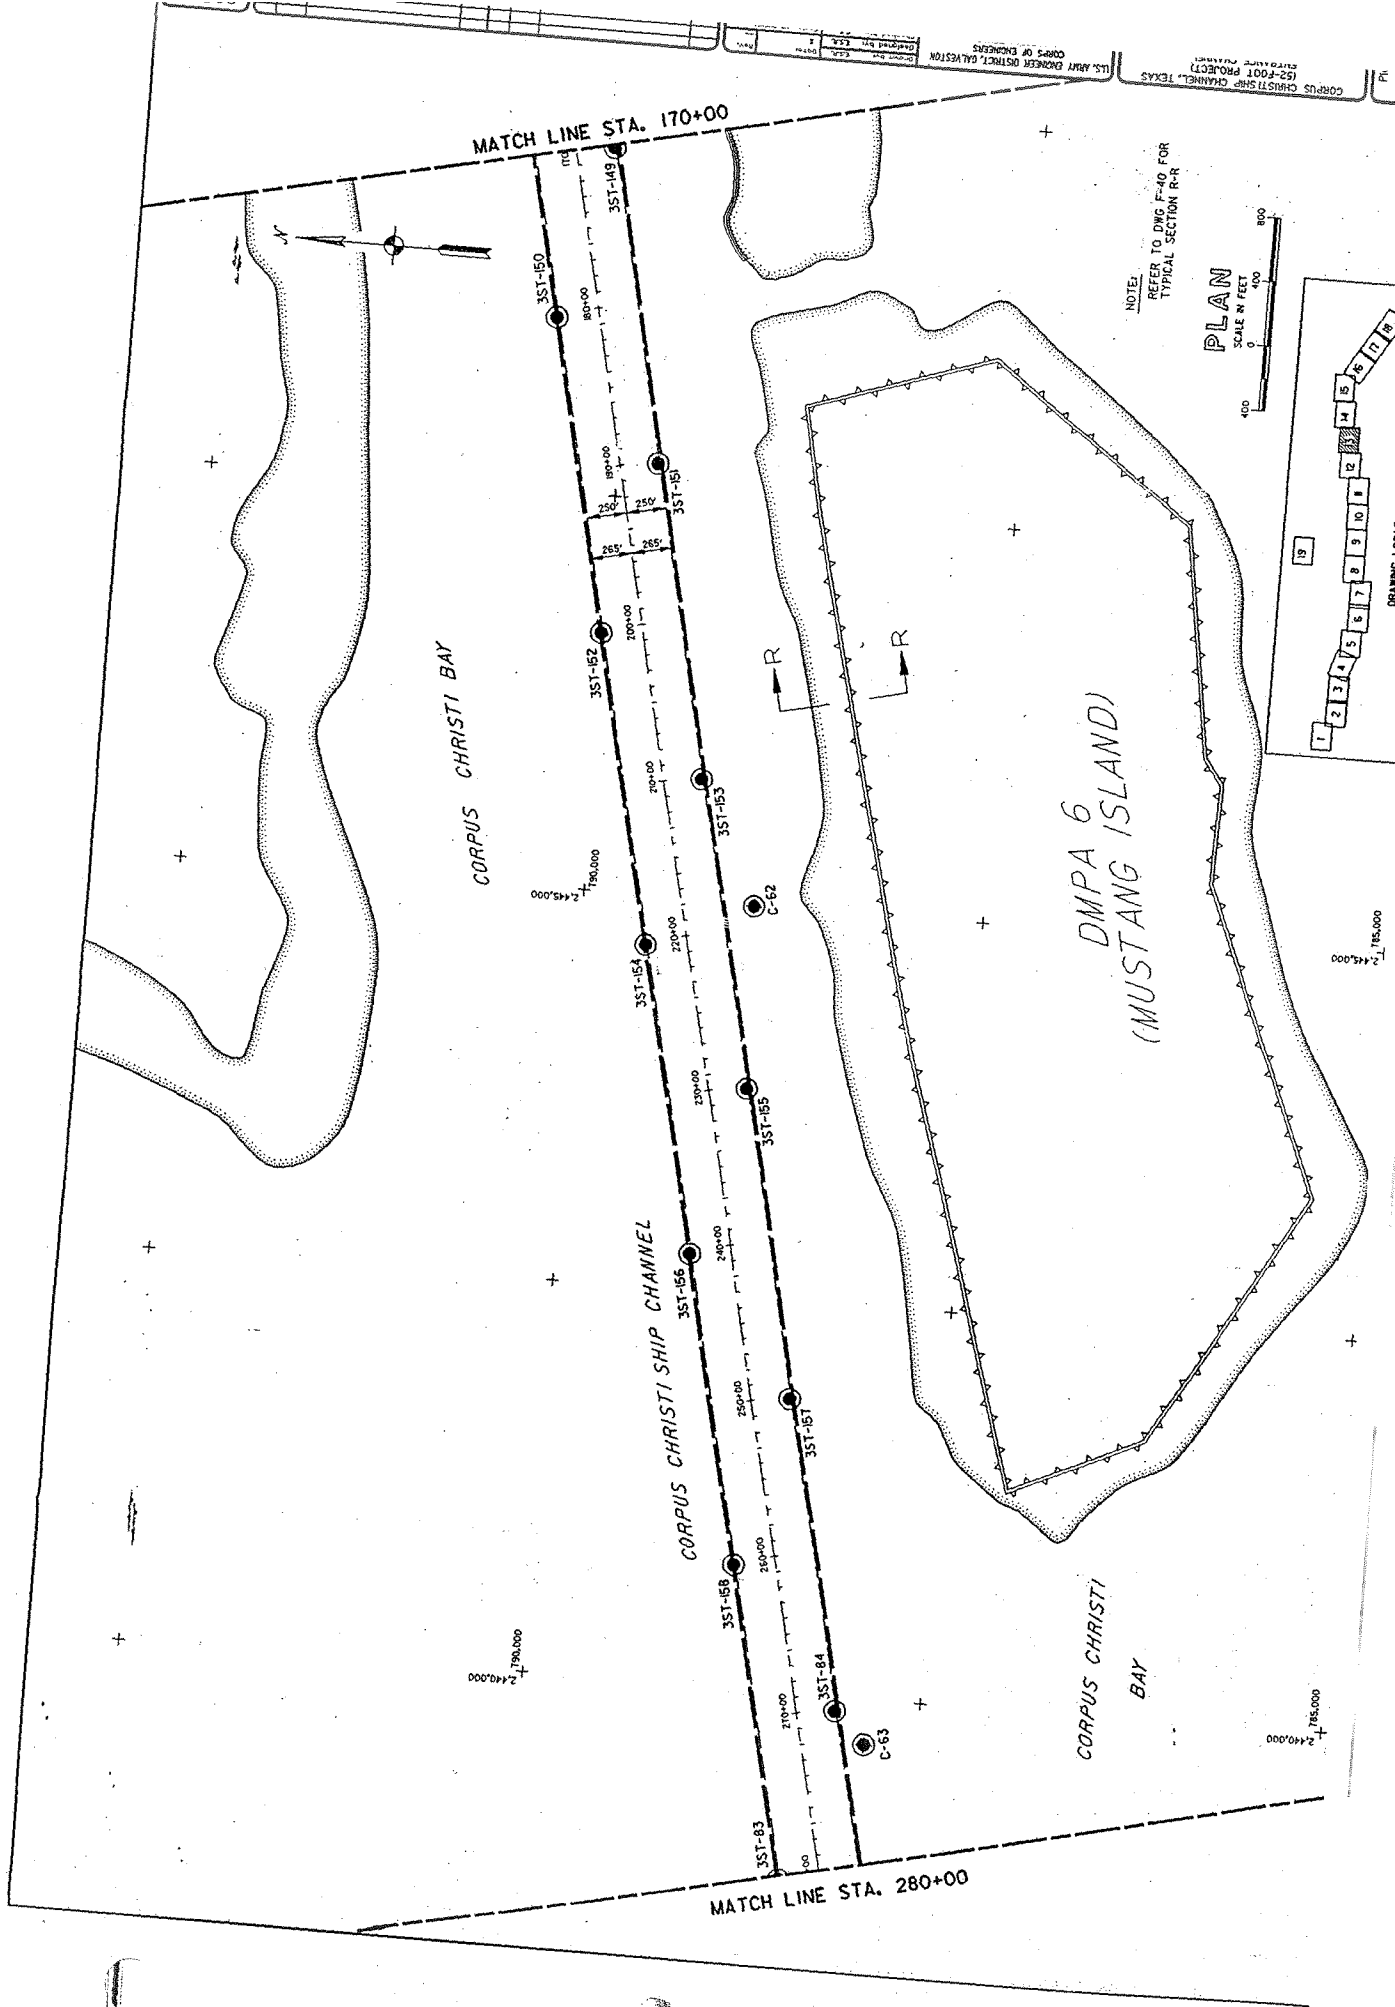 U.S. ARMY ENGINEER DISTRICT, GALVESTON
CORPS OF ENGINEERS
CORPUS CHRISTI SHIP CHANNEL, TEXAS
(52-FOOT PROJECT)
ENTRANCE CHANNEL
MATCH LINE STA. 170+00
N
3ST-149
3ST-150
180+00
190+00
3ST-151
250'
250'
265'
265'
3ST-152
200+00
210+00
3ST-153
CORPUS CHRISTI BAY
2,445,000
790,000
C-62
3ST-154
220+00
230+00
3ST-155
3ST-156
240+00
CORPUS CHRISTI SHIP CHANNEL
250+00
3ST-157
3ST-158
260+00
270+00
3ST-84
C-63
3ST-83
2,440,000
790,000
MATCH LINE STA. 280+00
R
R
DMPA 6
(MUSTANG ISLAND)
CORPUS CHRISTI
BAY
2,445,000
785,000
2,440,000
785,000
NOTE:
REFER TO DWG F-40 FOR
TYPICAL SECTION R-R
PLAN
SCALE IN FEET
400 0 400 800
19
1 2 3 4 5 6 7 8 9 10 11 12 13 14 15 16 17 18